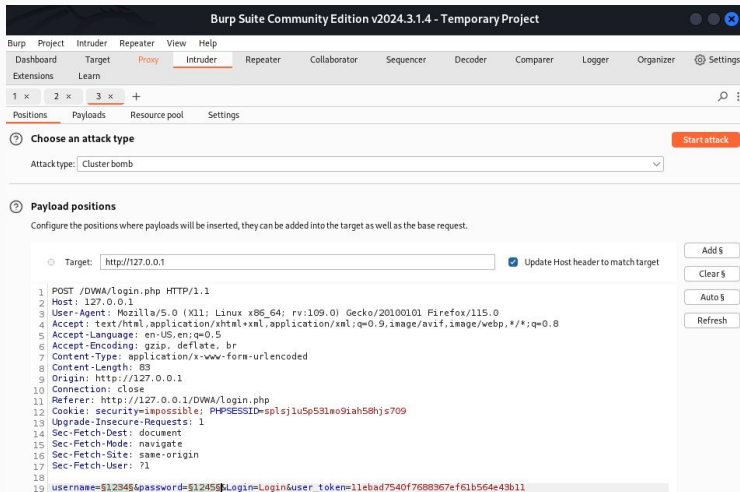 Burp Suite Community Edition v2024.3.1.4 - Temporary Project
Burp Project Intruder Repeater View Help
Dashboard Target Proxy Intruder Repeater Collaborator Sequencer Decoder Comparer Logger Organizer Settings
Extensions Learn
1 × 2 × 3 × +
Positions Payloads Resource pool Settings
Choose an attack type
Start attack
Attack type: Cluster bomb
Payload positions
Configure the positions where payloads will be inserted, they can be added into the target as well as the base request.
Target: http://127.0.0.1 Update Host header to match target
Add §
Clear §
Auto §
Refresh
1 POST /DVWA/login.php HTTP/1.1
2 Host: 127.0.0.1
3 User-Agent: Mozilla/5.0 (X11; Linux x86_64; rv:109.0) Gecko/20100101 Firefox/115.0
4 Accept: text/html,application/xhtml+xml,application/xml;q=0.9,image/avif,image/webp,*/*;q=0.8
5 Accept-Language: en-US,en;q=0.5
6 Accept-Encoding: gzip, deflate, br
7 Content-Type: application/x-www-form-urlencoded
8 Content-Length: 83
9 Origin: http://127.0.0.1
10 Connection: close
11 Referer: http://127.0.0.1/DVWA/login.php
12 Cookie: security=impossible; PHPSESSID=splsj1u5p531mo9iah58hjs709
13 Upgrade-Insecure-Requests: 1
14 Sec-Fetch-Dest: document
15 Sec-Fetch-Mode: navigate
16 Sec-Fetch-Site: same-origin
17 Sec-Fetch-User: ?1
18
19 username=§1234§&password=§1245§&Login=Login&user_token=11ebad7540f7688367ef61b564e43b11